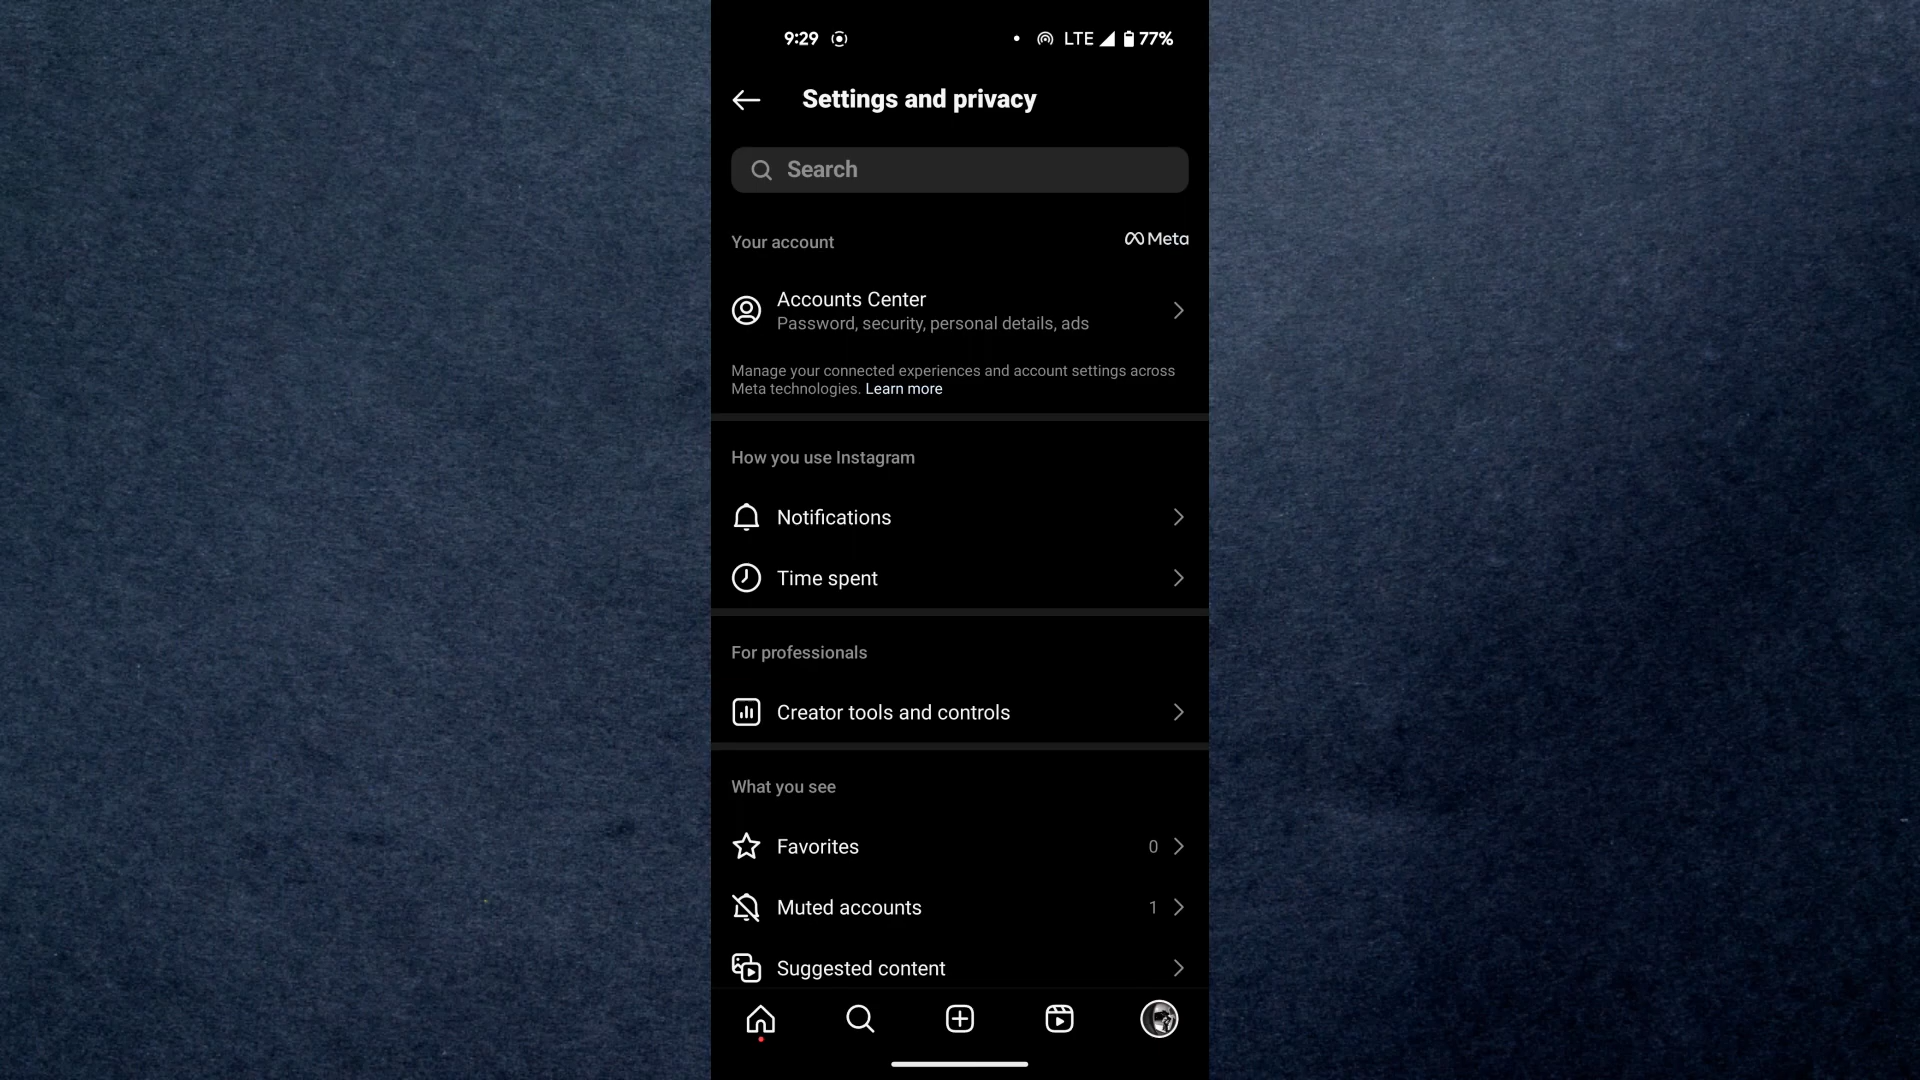 9:29 LTE 77%
Settings and privacy
Search
Your account
Meta
Accounts Center
Password, security, personal details, ads
Manage your connected experiences and account settings across
Meta technologies. Learn more
How you use Instagram
Notifications
Time spent
For professionals
Creator tools and controls
What you see
Favorites 0
Muted accounts 1
Suggested content